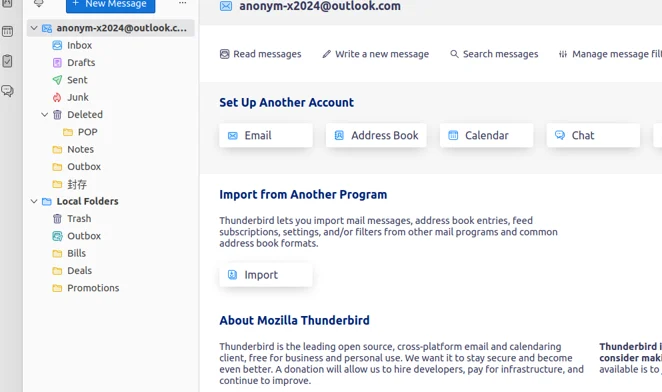 New Message
anonym-x2024@outlook.c...
Inbox
Drafts
Sent
Junk
Deleted
POP
Notes
Outbox
封存
Local Folders
Trash
Outbox
Bills
Deals
Promotions
anonym-x2024@outlook.com
Read messages
Write a new message
Search messages
Manage message filt
Set Up Another Account
Email
Address Book
Calendar
Chat
Import from Another Program
Thunderbird lets you import mail messages, address book entries, feed
subscriptions, settings, and/or filters from other mail programs and common
address book formats.
Import
About Mozilla Thunderbird
Thunderbird is the leading open source, cross-platform email and calendaring
client, free for business and personal use. We want it to stay secure and become
even better. A donation will allow us to hire developers, pay for infrastructure, and
continue to improve.
Thunderbird i
consider maki
available is to